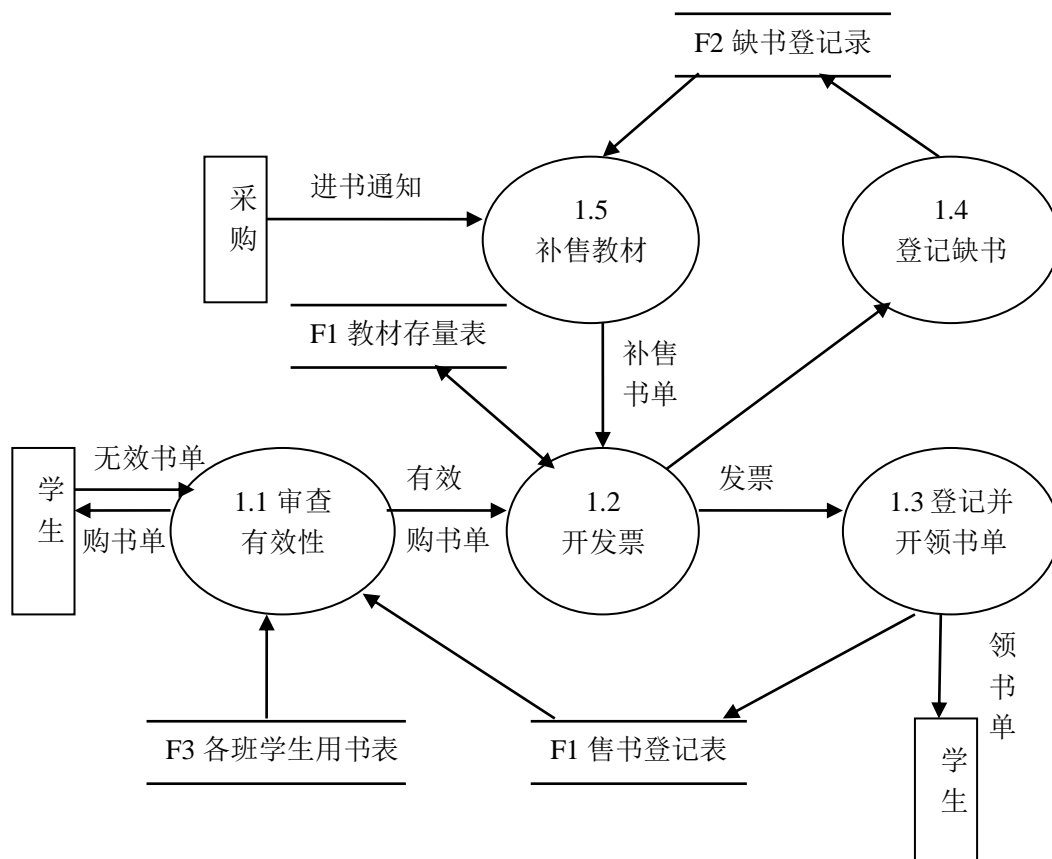 F2 缺书登记录
采
购
进书通知
1.5
补售教材
1.4
登记缺书
F1 教材存量表
补售
书单
学
生
无效书单
购书单
1.1 审查
有效性
有效
购书单
1.2
开发票
发票
1.3 登记并
开领书单
领
书
单
F3 各班学生用书表
F1 售书登记表
学
生